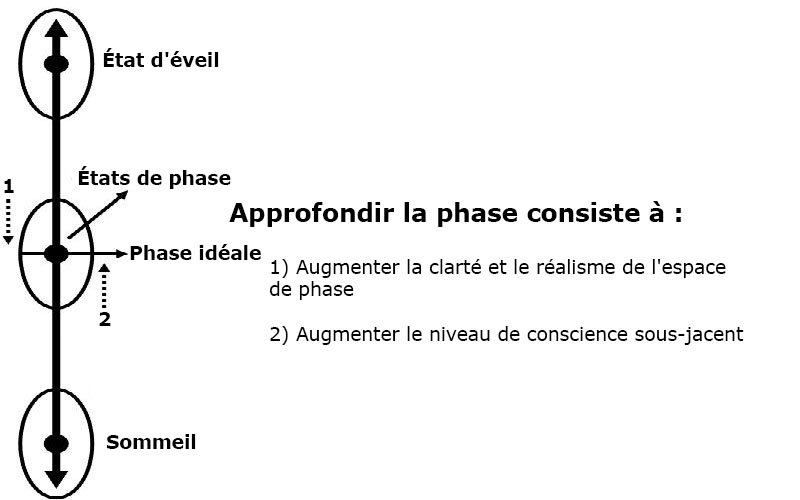 État d'éveil
États de phase
1
Approfondir la phase consiste à :
Phase idéale
1) Augmenter la clarté et le réalisme de l'espace
de phase
2
2) Augmenter le niveau de conscience sous-jacent
Sommeil